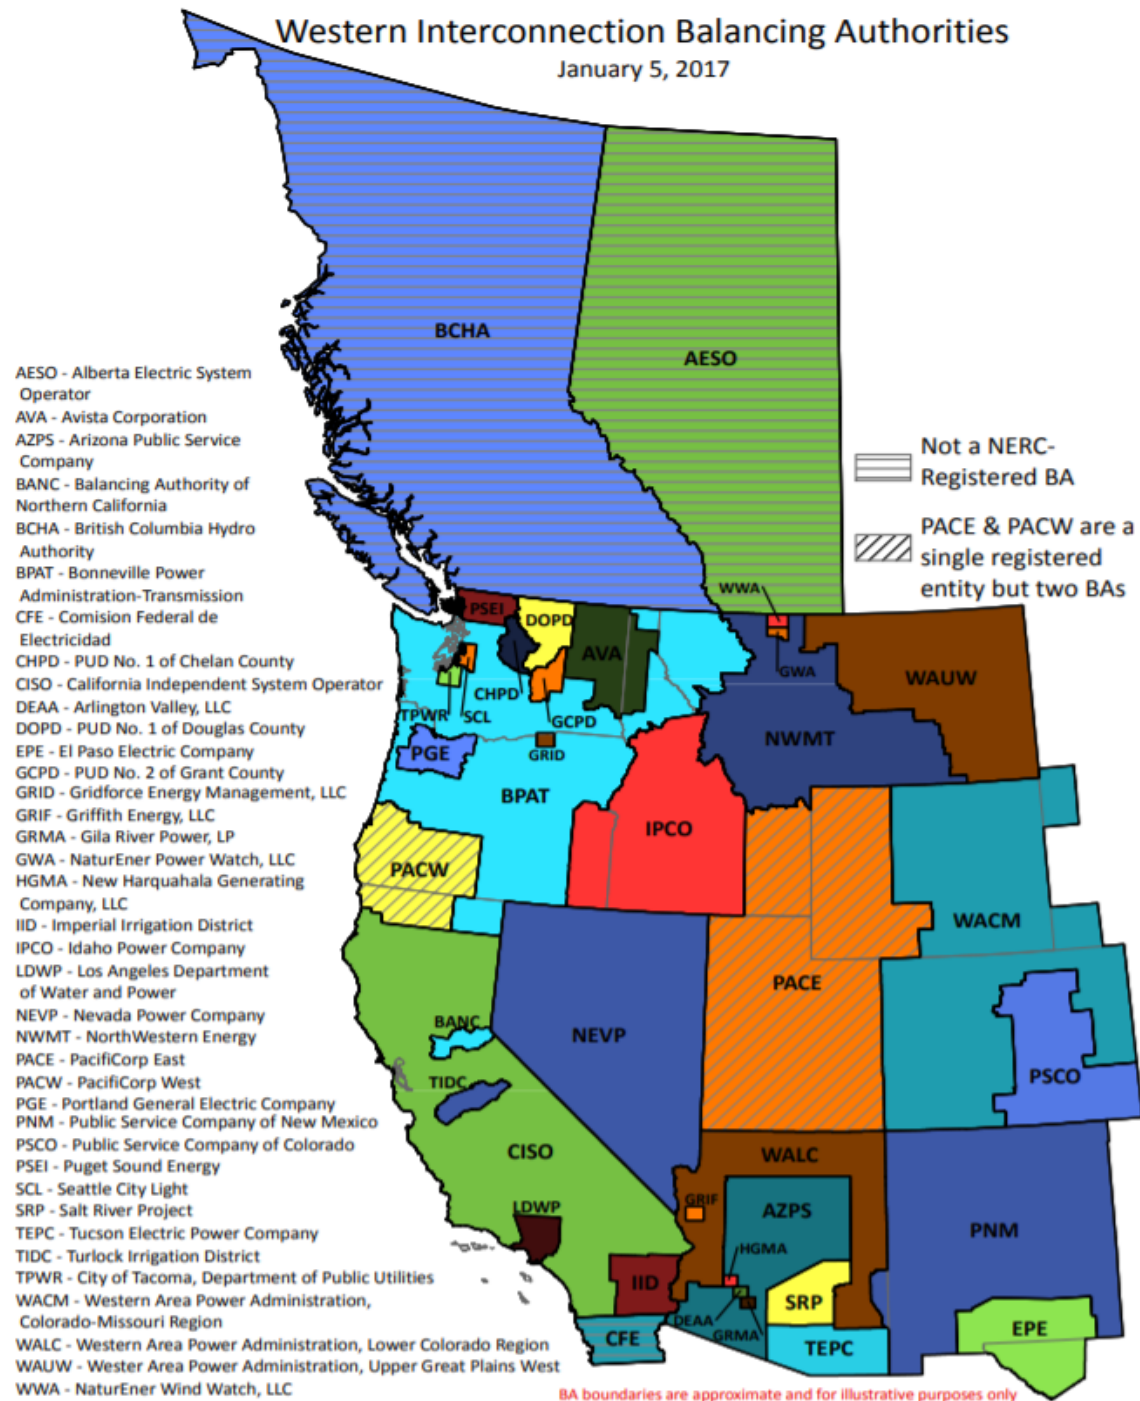 Western Interconnection Balancing Authorities
January 5, 2017
BCHA
AESO
AESO - Alberta Electric System
Operator
AVA - Avista Corporation
AZPS - Arizona Public Service
Company
BANC - Balancing Authority of
Northern California
BCHA - British Columbia Hydro
Authority
BPAT - Bonneville Power
Administration-Transmission
CFE - Comision Federal de
Electricidad
CHPD - PUD No. 1 of Chelan County
CISO - California Independent System Operator
DEAA - Arlington Valley, LLC
DOPD - PUD No. 1 of Douglas County
EPE - El Paso Electric Company
GCPD - PUD No. 2 of Grant County
GRID - Gridforce Energy Management, LLC
GRIF - Griffith Energy, LLC
GRMA - Gila River Power, LP
GWA - NaturEner Power Watch, LLC
HGMA - New Harquahala Generating
Company, LLC
IID - Imperial Irrigation District
IPCO - Idaho Power Company
LDWP - Los Angeles Department
of Water and Power
NEVP - Nevada Power Company
NWMT - NorthWestern Energy
PACE - PacifiCorp East
PACW - PacifiCorp West
PGE - Portland General Electric Company
PNM - Public Service Company of New Mexico
PSCO - Public Service Company of Colorado
PSEI - Puget Sound Energy
SCL - Seattle City Light
SRP - Salt River Project
TEPC - Tucson Electric Power Company
TIDC - Turlock Irrigation District
TPWR - City of Tacoma, Department of Public Utilities
WACM - Western Area Power Administration,
Colorado-Missouri Region
WALC - Western Area Power Administration, Lower Colorado Region
WAUW - Wester Area Power Administration, Upper Great Plains West
WWA - NaturEner Wind Watch, LLC
Not a NERC-
Registered BA
PACE & PACW are a
single registered
entity but two BAs
WWA
PSEI
DOPD
AVA
GWA
WAUW
CHPD
TPWR
SCL
GCPD
NWMT
PGE
GRID
BPAT
IPCO
PACW
WACM
PACE
BANC
NEVP
TIDC
PSCO
CISO
WALC
GRIF
LDWP
AZPS
PNM
HGMA
IID
SRP
DEAA
GRMA
EPE
CFE
TEPC
BA boundaries are approximate and for illustrative purposes only